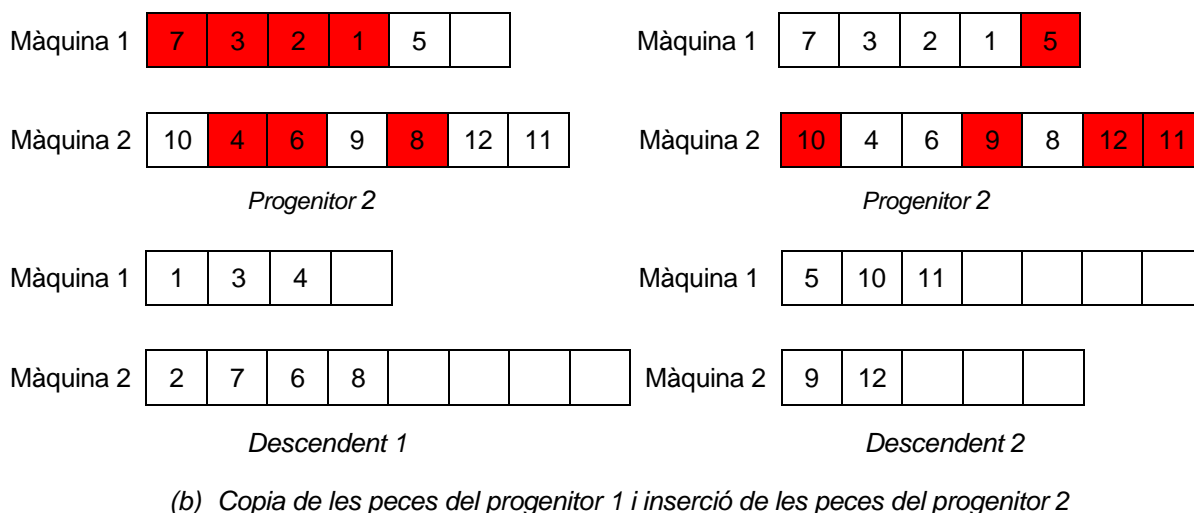 Màquina 1 7 3 2 1 5
Màquina 1 7 3 2 1 5
Màquina 2 10 4 6 9 8 12 11
Màquina 2 10 4 6 9 8 12 11
Progenitor 2
Progenitor 2
Màquina 1 1 3 4
Màquina 1 5 10 11
Màquina 2 2 7 6 8
Màquina 2 9 12
Descendent 1
Descendent 2
(b) Copia de les peces del progenitor 1 i inserció de les peces del progenitor 2